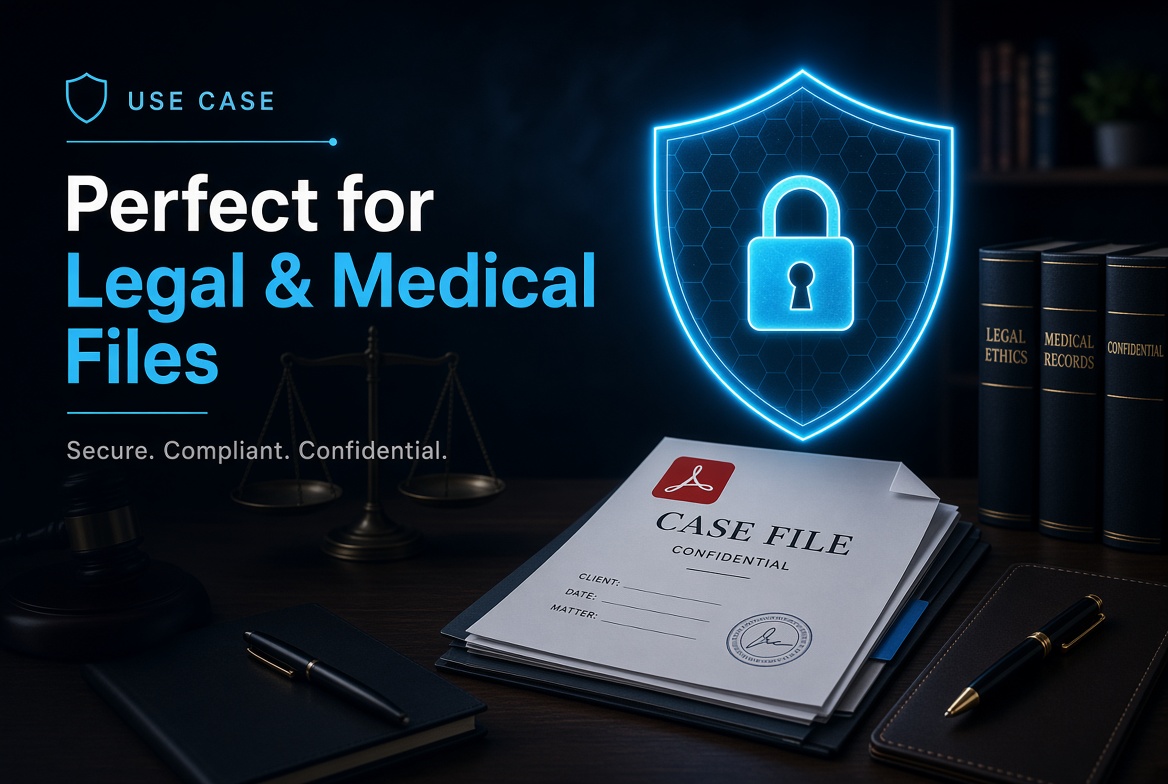 USE CASE
Perfect for
Legal & Medical
Files
Secure. Compliant. Confidential.
LEGAL
ETHICS
MEDICAL
RECORDS
CONFIDENTIAL
CASE FILE
CONFIDENTIAL
CLIENT:
DATE:
MATTER: